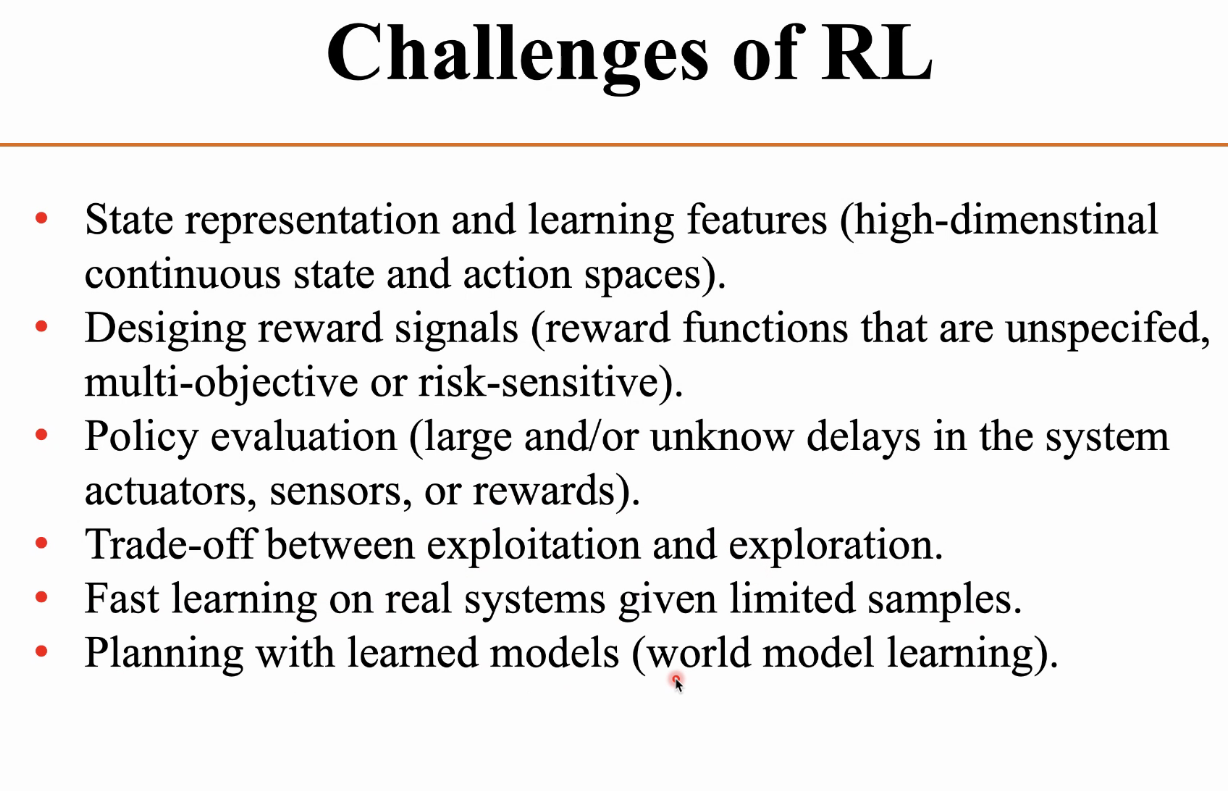 Challenges of RL
• State representation and learning features (high-dimenstinal
continuous state and action spaces).
• Desiging reward signals (reward functions that are unspecifed,
multi-objective or risk-sensitive).
• Policy evaluation (large and/or unknow delays in the system
actuators, sensors, or rewards).
• Trade-off between exploitation and exploration.
• Fast learning on real systems given limited samples.
• Planning with learned models (world model learning).